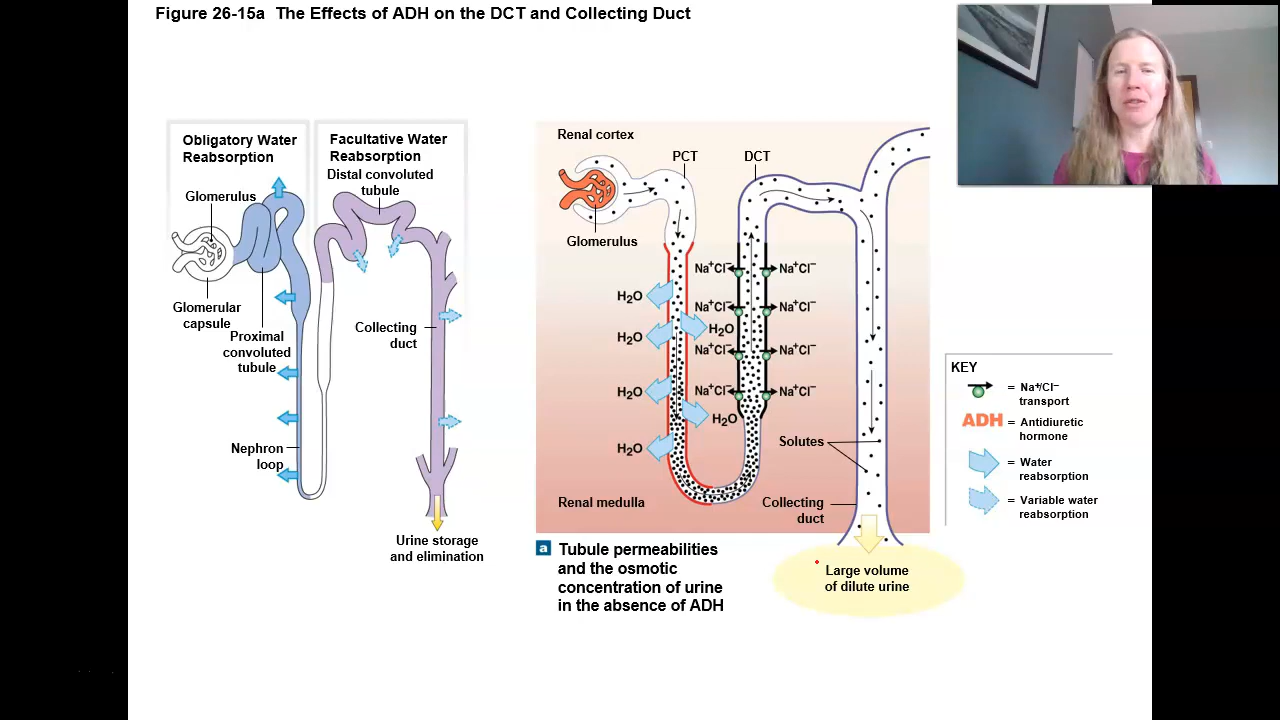 Figure 26-15a  The Effects of ADH on the DCT and Collecting Duct
Obligatory Water
Reabsorption
Glomerulus
Glomerular
capsule
Proximal
convoluted
tubule
Nephron
loop
Facultative Water
Reabsorption
Distal convoluted
tubule
Collecting
duct
Urine storage
and elimination
Renal cortex
PCT
DCT
Glomerulus
Na⁺Cl⁻
Na⁺Cl⁻
H₂O
Na⁺Cl⁻
Na⁺Cl⁻
H₂O
H₂O
Na⁺Cl⁻
Na⁺Cl⁻
H₂O
Na⁺Cl⁻
Na⁺Cl⁻
H₂O
H₂O
Solutes
Renal medulla
Collecting
duct
a Tubule permeabilities
and the osmotic
concentration of urine
in the absence of ADH
Large volume
of dilute urine
KEY
= Na⁺/Cl⁻
transport
ADH = Antidiuretic
hormone
= Water
reabsorption
= Variable water
reabsorption